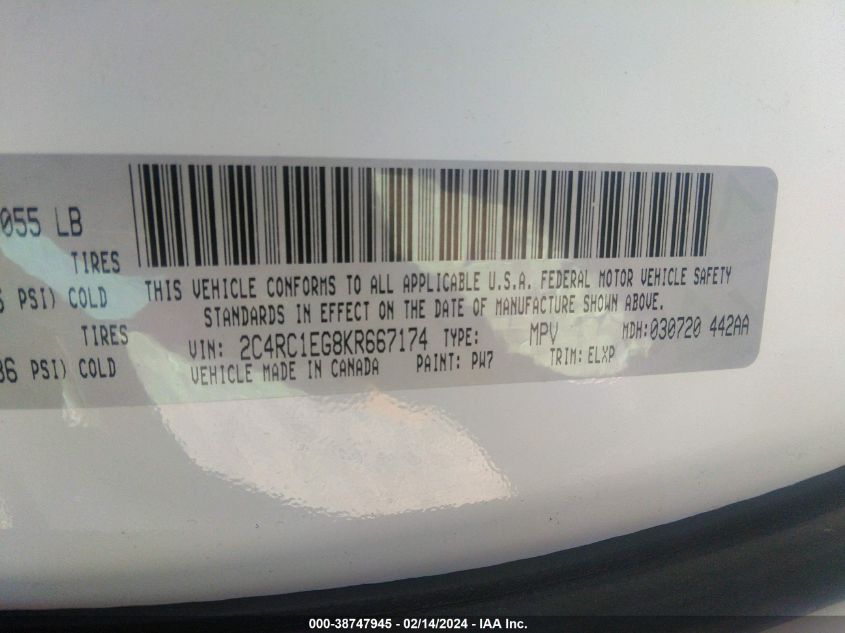 055 LB
TIRES
PSI) COLD
TIRES
36 PSI) COLD
THIS VEHICLE CONFORMS TO ALL APPLICABLE U.S.A. FEDERAL MOTOR VEHICLE SAFETY
STANDARDS IN EFFECT ON THE DATE OF MANUFACTURE SHOWN ABOVE.
VIN: 2C4RC1EG8KR667174 TYPE: MPV MDH:030720 442AA
VEHICLE MADE IN CANADA PAINT: PW7 TRIM: ELXP
000-38747945 - 02/14/2024 - IAA Inc.